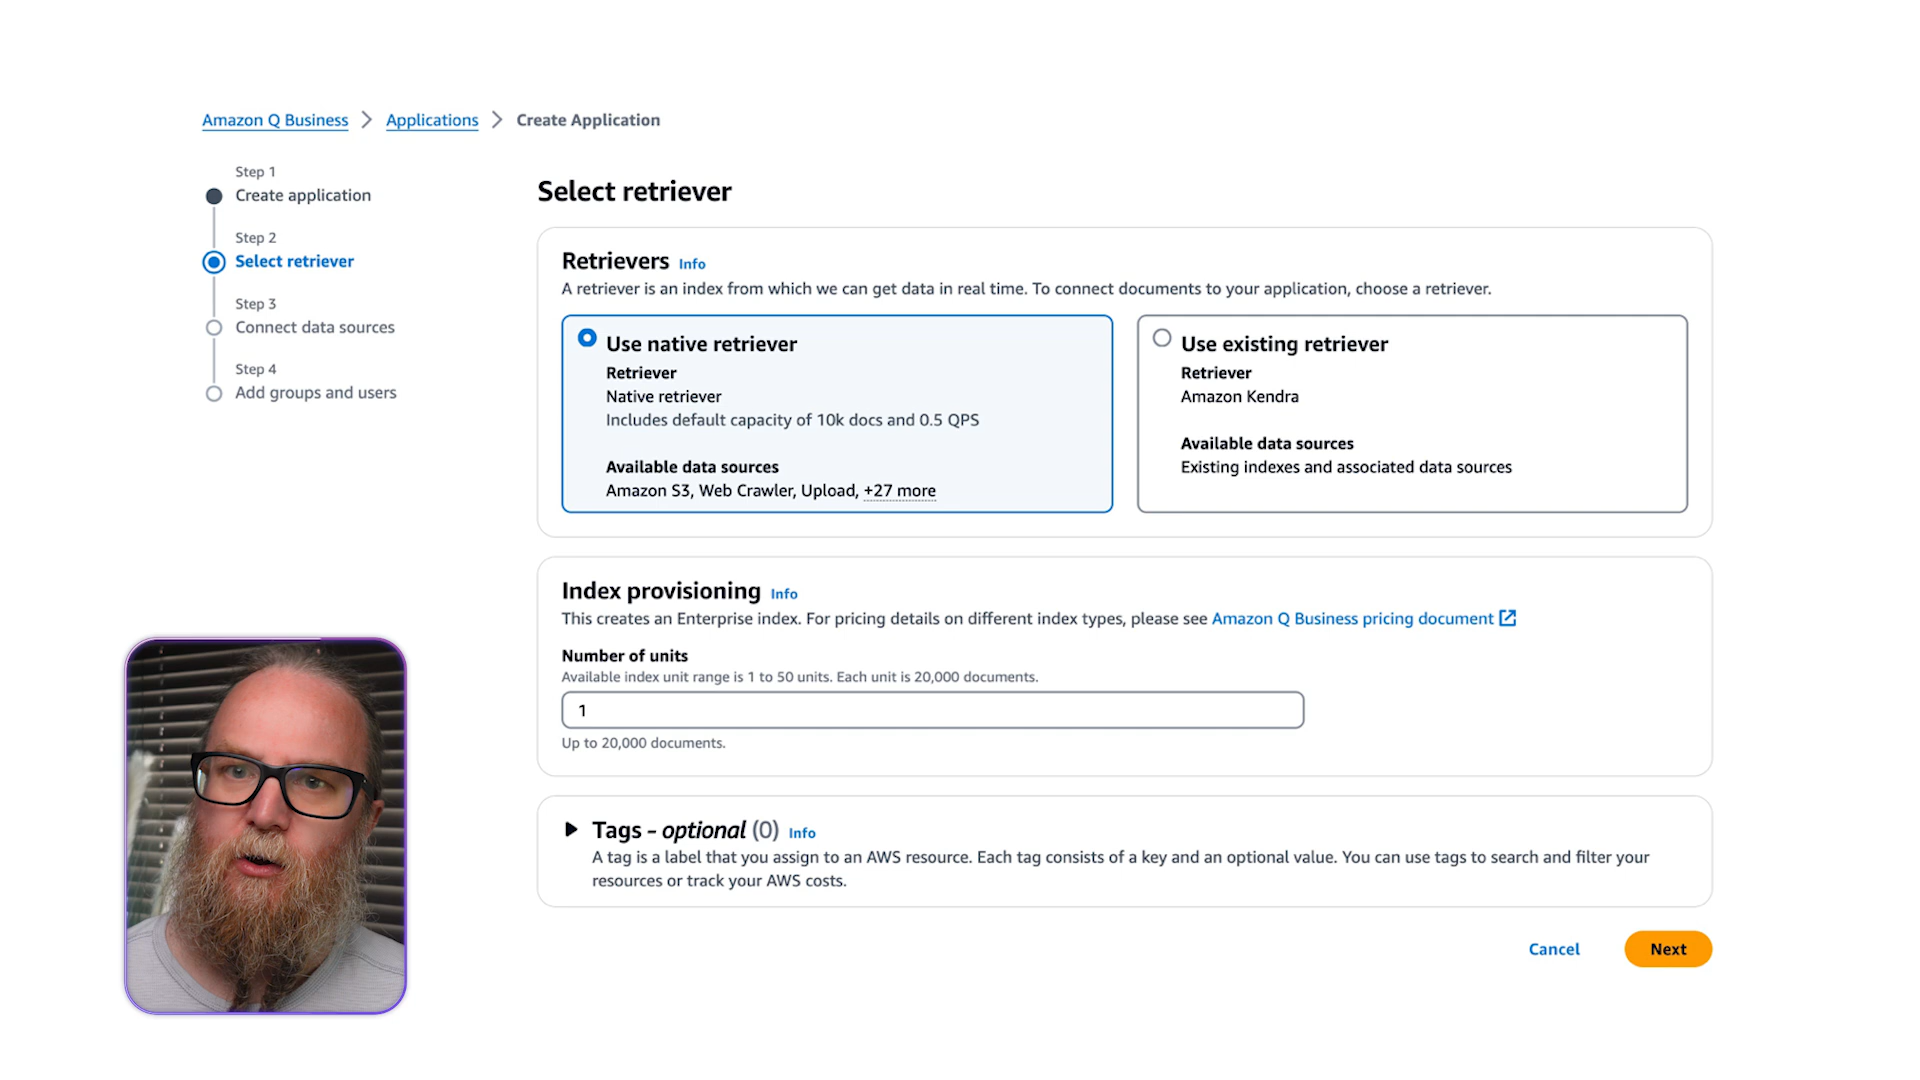 Amazon Q Business > Applications > Create Application
Step 1
Create application
Step 2
Select retriever
Step 3
Connect data sources
Step 4
Add groups and users
Select retriever
Retrievers Info
A retriever is an index from which we can get data in real time. To connect documents to your application, choose a retriever.
Use native retriever
Retriever
Native retriever
Includes default capacity of 10k docs and 0.5 QPS
Available data sources
Amazon S3, Web Crawler, Upload, +27 more
Use existing retriever
Retriever
Amazon Kendra
Available data sources
Existing indexes and associated data sources
Index provisioning Info
This creates an Enterprise index. For pricing details on different index types, please see Amazon Q Business pricing document
Number of units
Available index unit range is 1 to 50 units. Each unit is 20,000 documents.
1
Up to 20,000 documents.
Tags - optional (0) Info
A tag is a label that you assign to an AWS resource. Each tag consists of a key and an optional value. You can use tags to search and filter your
resources or track your AWS costs.
Cancel
Next